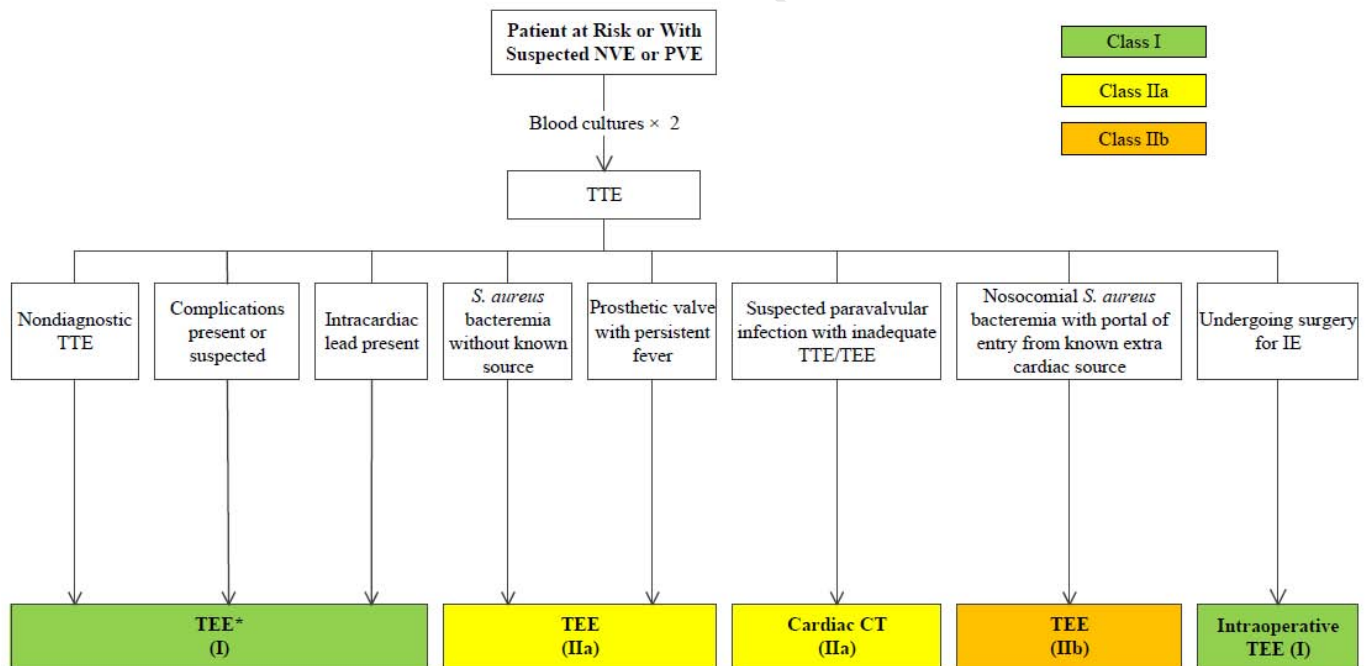 Patient at Risk or With
Suspected NVE or PVE
Class I
Class IIa
Class IIb
Blood cultures × 2
TTE
Nondiagnostic
TTE
Complications
present or
suspected
Intracardiac
lead present
S. aureus
bacteremia
without known
source
Prosthetic valve
with persistent
fever
Suspected paravalvular
infection with inadequate
TTE/TEE
Nosocomial S. aureus
bacteremia with portal of
entry from known extra
cardiac source
Undergoing surgery
for IE
TEE*
(I)
TEE
(IIa)
Cardiac CT
(IIa)
TEE
(IIb)
Intraoperative
TEE (I)